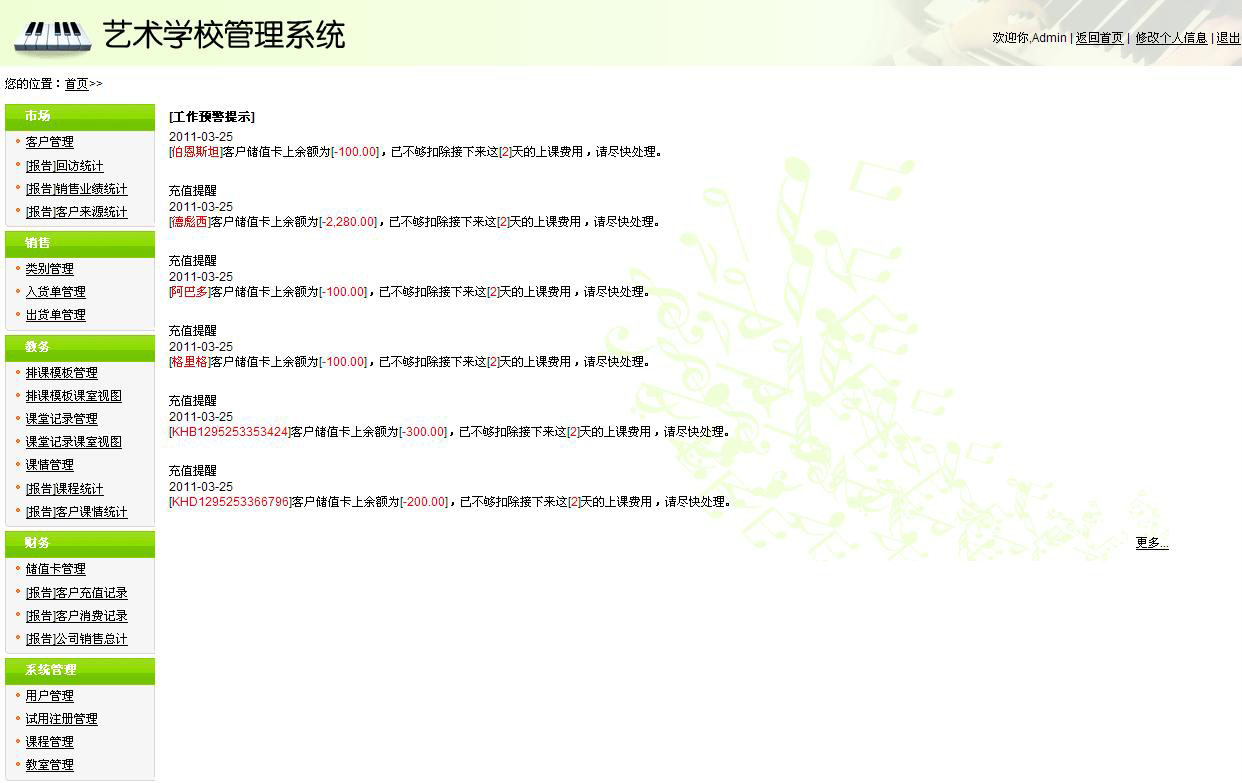 艺术学校管理系统
欢迎你,Admin | 返回首页 | 修改个人信息 | 退出
您的位置：首页>>
市场
客户管理
[报告]回访统计
[报告]销售业绩统计
[报告]客户来源统计
销售
类别管理
入货单管理
出货单管理
教务
排课模板管理
排课模板课室视图
课堂记录管理
课堂记录课室视图
课情管理
[报告]课程统计
[报告]客户课情统计
财务
储值卡管理
[报告]客户充值记录
[报告]客户消费记录
[报告]公司销售总计
系统管理
用户管理
试用注册管理
课程管理
教室管理
[工作预警提示]
2011-03-25
[伯恩斯坦]客户储值卡上余额为[-100.00]，已不够扣除接下来这[2]天的上课费用，请尽快处理。
充值提醒
2011-03-25
[德彪西]客户储值卡上余额为[-2,280.00]，已不够扣除接下来这[2]天的上课费用，请尽快处理。
充值提醒
2011-03-25
[阿巴多]客户储值卡上余额为[-100.00]，已不够扣除接下来这[2]天的上课费用，请尽快处理。
充值提醒
2011-03-25
[格里格]客户储值卡上余额为[-100.00]，已不够扣除接下来这[2]天的上课费用，请尽快处理。
充值提醒
2011-03-25
[KHB1295253353424]客户储值卡上余额为[-300.00]，已不够扣除接下来这[2]天的上课费用，请尽快处理。
充值提醒
2011-03-25
[KHD1295253366796]客户储值卡上余额为[-200.00]，已不够扣除接下来这[2]天的上课费用，请尽快处理。
更多...